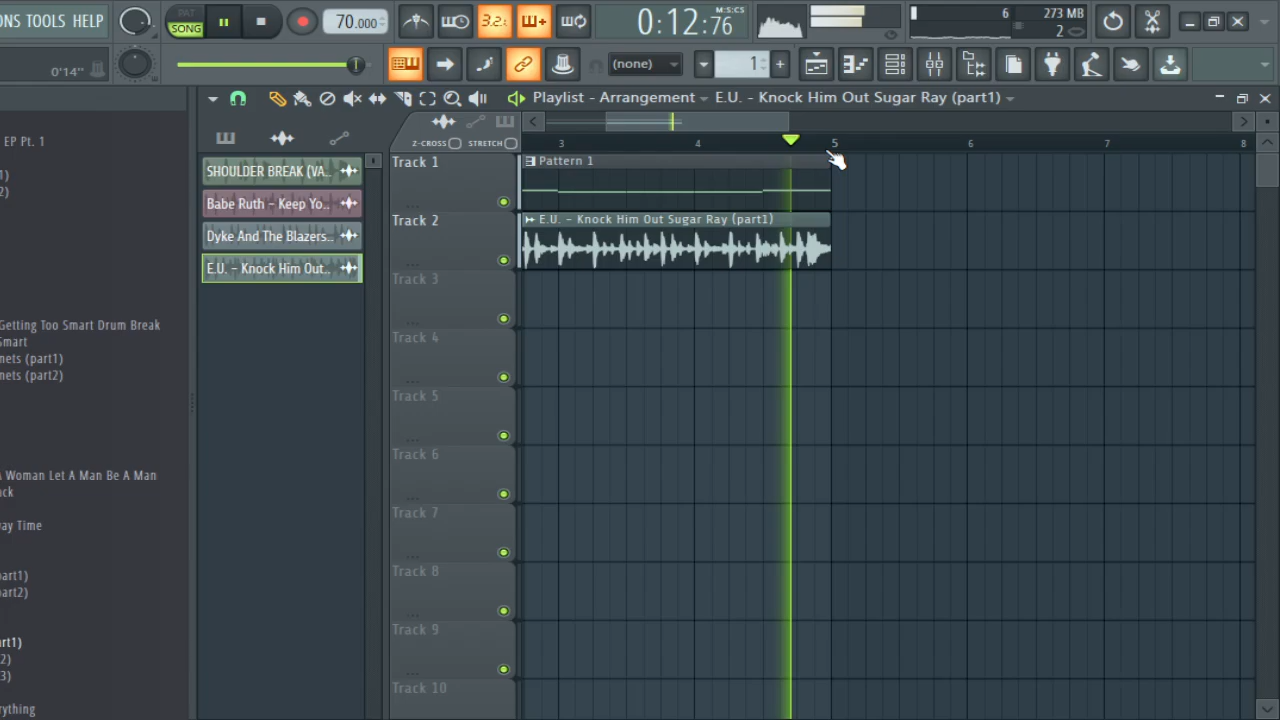 ONS TOOLS HELP
PAT
SONG
70.000
3.2.
0:12:76
M:S:CS
6
273 MB
2
0'14"
(none)
1
Playlist - Arrangement
E.U. - Knock Him Out Sugar Ray (part1)
EP Pt. 1
1)
2)
Z-CROSS
STRETCH
3
4
5
6
7
8
SHOULDER BREAK (VA..
Babe Ruth - Keep Yo..
Dyke And The Blazers..
E.U. - Knock Him Out..
Track 1
Pattern 1
Track 2
E.U. - Knock Him Out Sugar Ray (part1)
Track 3
Track 4
Track 5
Track 6
Track 7
Track 8
Track 9
Track 10
Getting Too Smart Drum Break
Smart
nets (part1)
nets (part2)
A Woman Let A Man Be A Man
ck
way Time
art1)
art2)
rt1)
2)
3)
rything